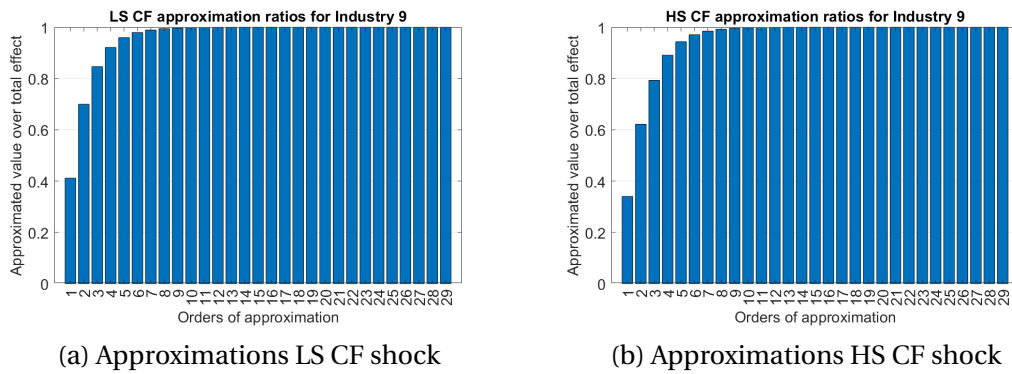 LS CF approximation ratios for Industry 9
Approximated value over total effect
1
0.8
0.6
0.4
0.2
0
1 2 3 4 5 6 7 8 9 10 11 12 13 14 15 16 17 18 19 20 21 22 23 24 25 26 27 28 29
Orders of approximation
(a) Approximations LS CF shock
HS CF approximation ratios for Industry 9
Approximated value over total effect
1
0.8
0.6
0.4
0.2
0
1 2 3 4 5 6 7 8 9 10 11 12 13 14 15 16 17 18 19 20 21 22 23 24 25 26 27 28 29
Orders of approximation
(b) Approximations HS CF shock